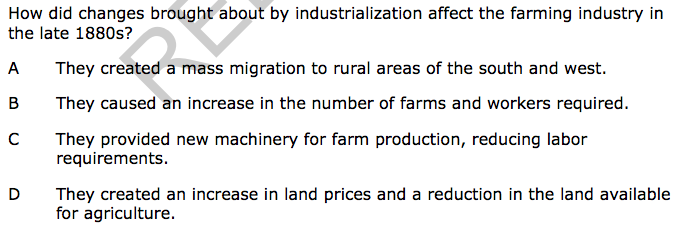 How did changes brought about by industrialization affect the farming industry in
the late 1880s?
A They created a mass migration to rural areas of the south and west.
B They caused an increase in the number of farms and workers required.
C They provided new machinery for farm production, reducing labor
requirements.
D They created an increase in land prices and a reduction in the land available
for agriculture.